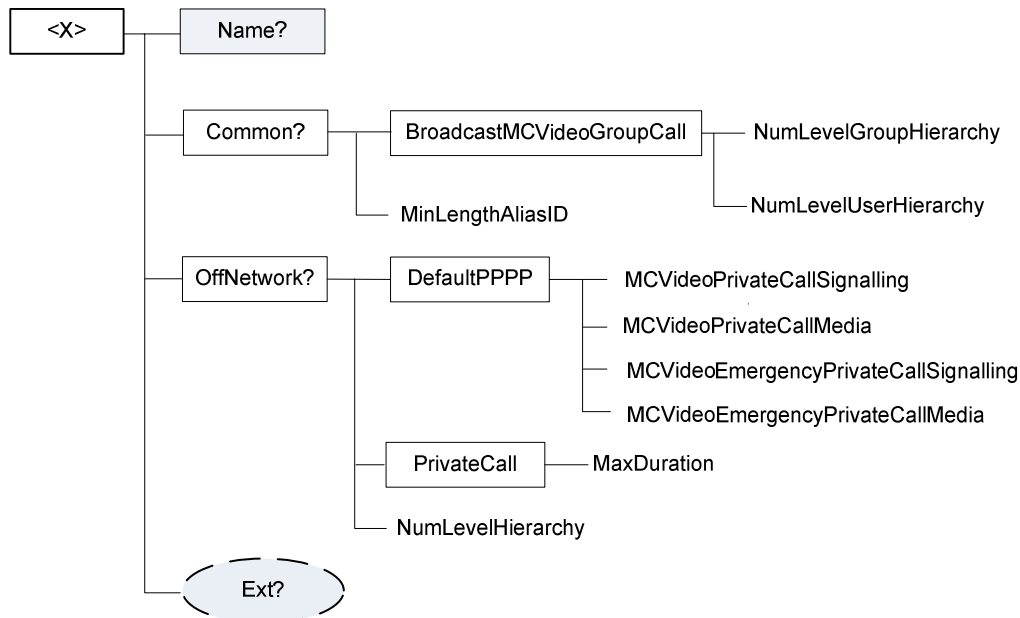 <X>
Name?
Common?
BroadcastMCVideoGroupCall
NumLevelGroupHierarchy
NumLevelUserHierarchy
MinLengthAliasID
OffNetwork?
DefaultPPPP
MCVideoPrivateCallSignalling
MCVideoPrivateCallMedia
MCVideoEmergencyPrivateCallSignalling
MCVideoEmergencyPrivateCallMedia
PrivateCall
MaxDuration
NumLevelHierarchy
Ext?